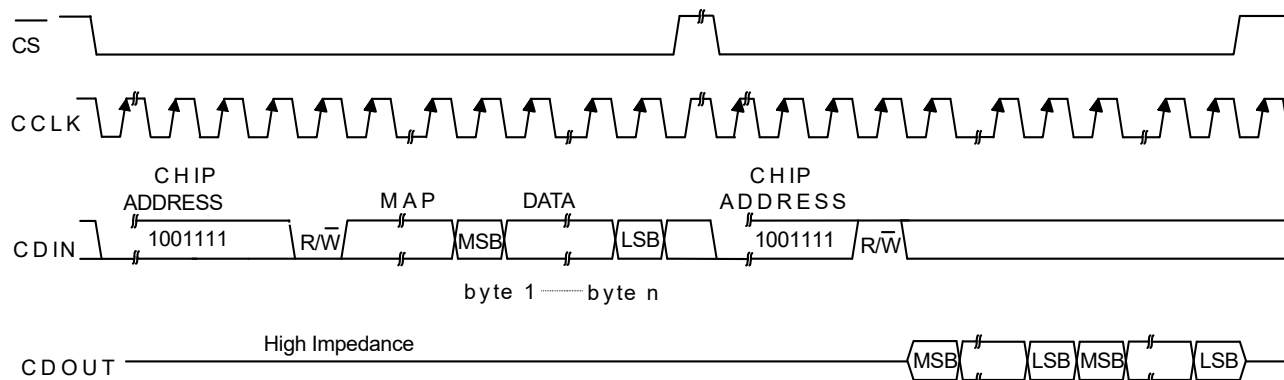 CS
CCLK
CHIP
ADDRESS
MAP
DATA
CHIP
ADDRESS
CDIN
1001111
R/W
MSB
LSB
1001111
R/W
byte 1
byte n
High Impedance
CDOUT
MSB
LSB
MSB
LSB